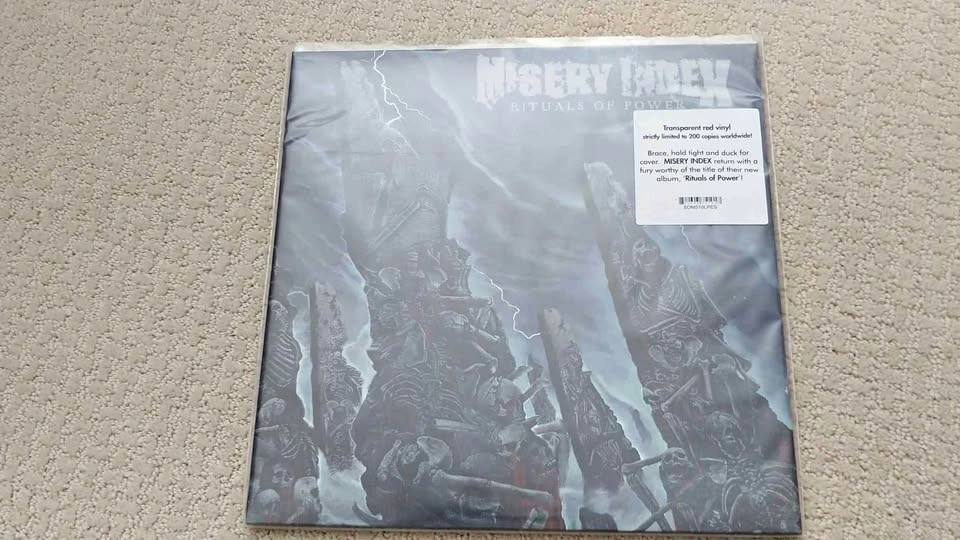 MISERY INDEX
RITUALS OF POWER
Transparent red vinyl
strictly limited to 200 copies worldwide!
Brace, hold tight and duck for
cover. MISERY INDEX return with a
fury worthy of the title of their new
album, 'Rituals of Power'!
SOM510LPES